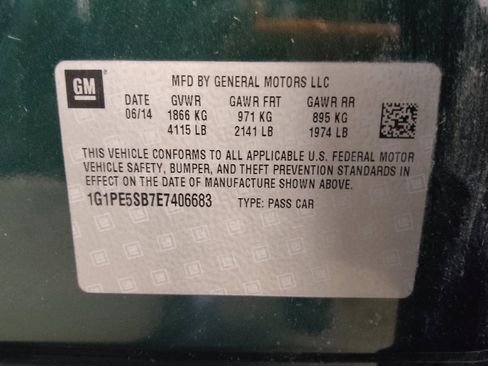 GM
MFD BY GENERAL MOTORS LLC
DATE GVWR GAWR FRT GAWR RR
06/14 1866 KG 971 KG 895 KG
4115 LB 2141 LB 1974 LB
THIS VEHICLE CONFORMS TO ALL APPLICABLE U.S. FEDERAL MOTOR
VEHICLE SAFETY, BUMPER, AND THEFT PREVENTION STANDARDS IN
EFFECT ON THE DATE OF MANUFACTURE SHOWN ABOVE.
1G1PE5SB7E7406683 TYPE: PASS CAR